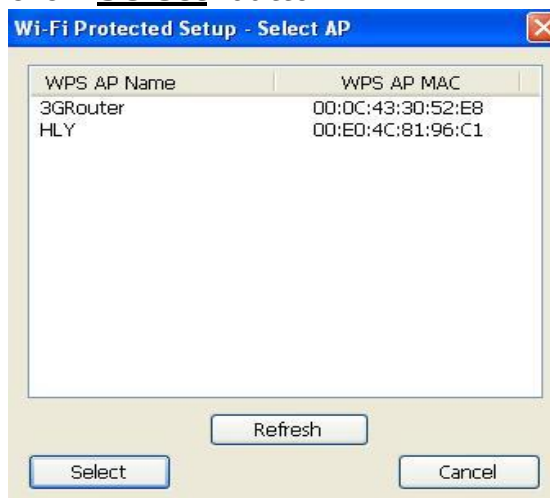 Wi-Fi Protected Setup - Select AP
WPS AP Name WPS AP MAC
3GRouter 00:0C:43:30:52:E8
HLY 00:E0:4C:81:96:C1
Refresh
Select Cancel